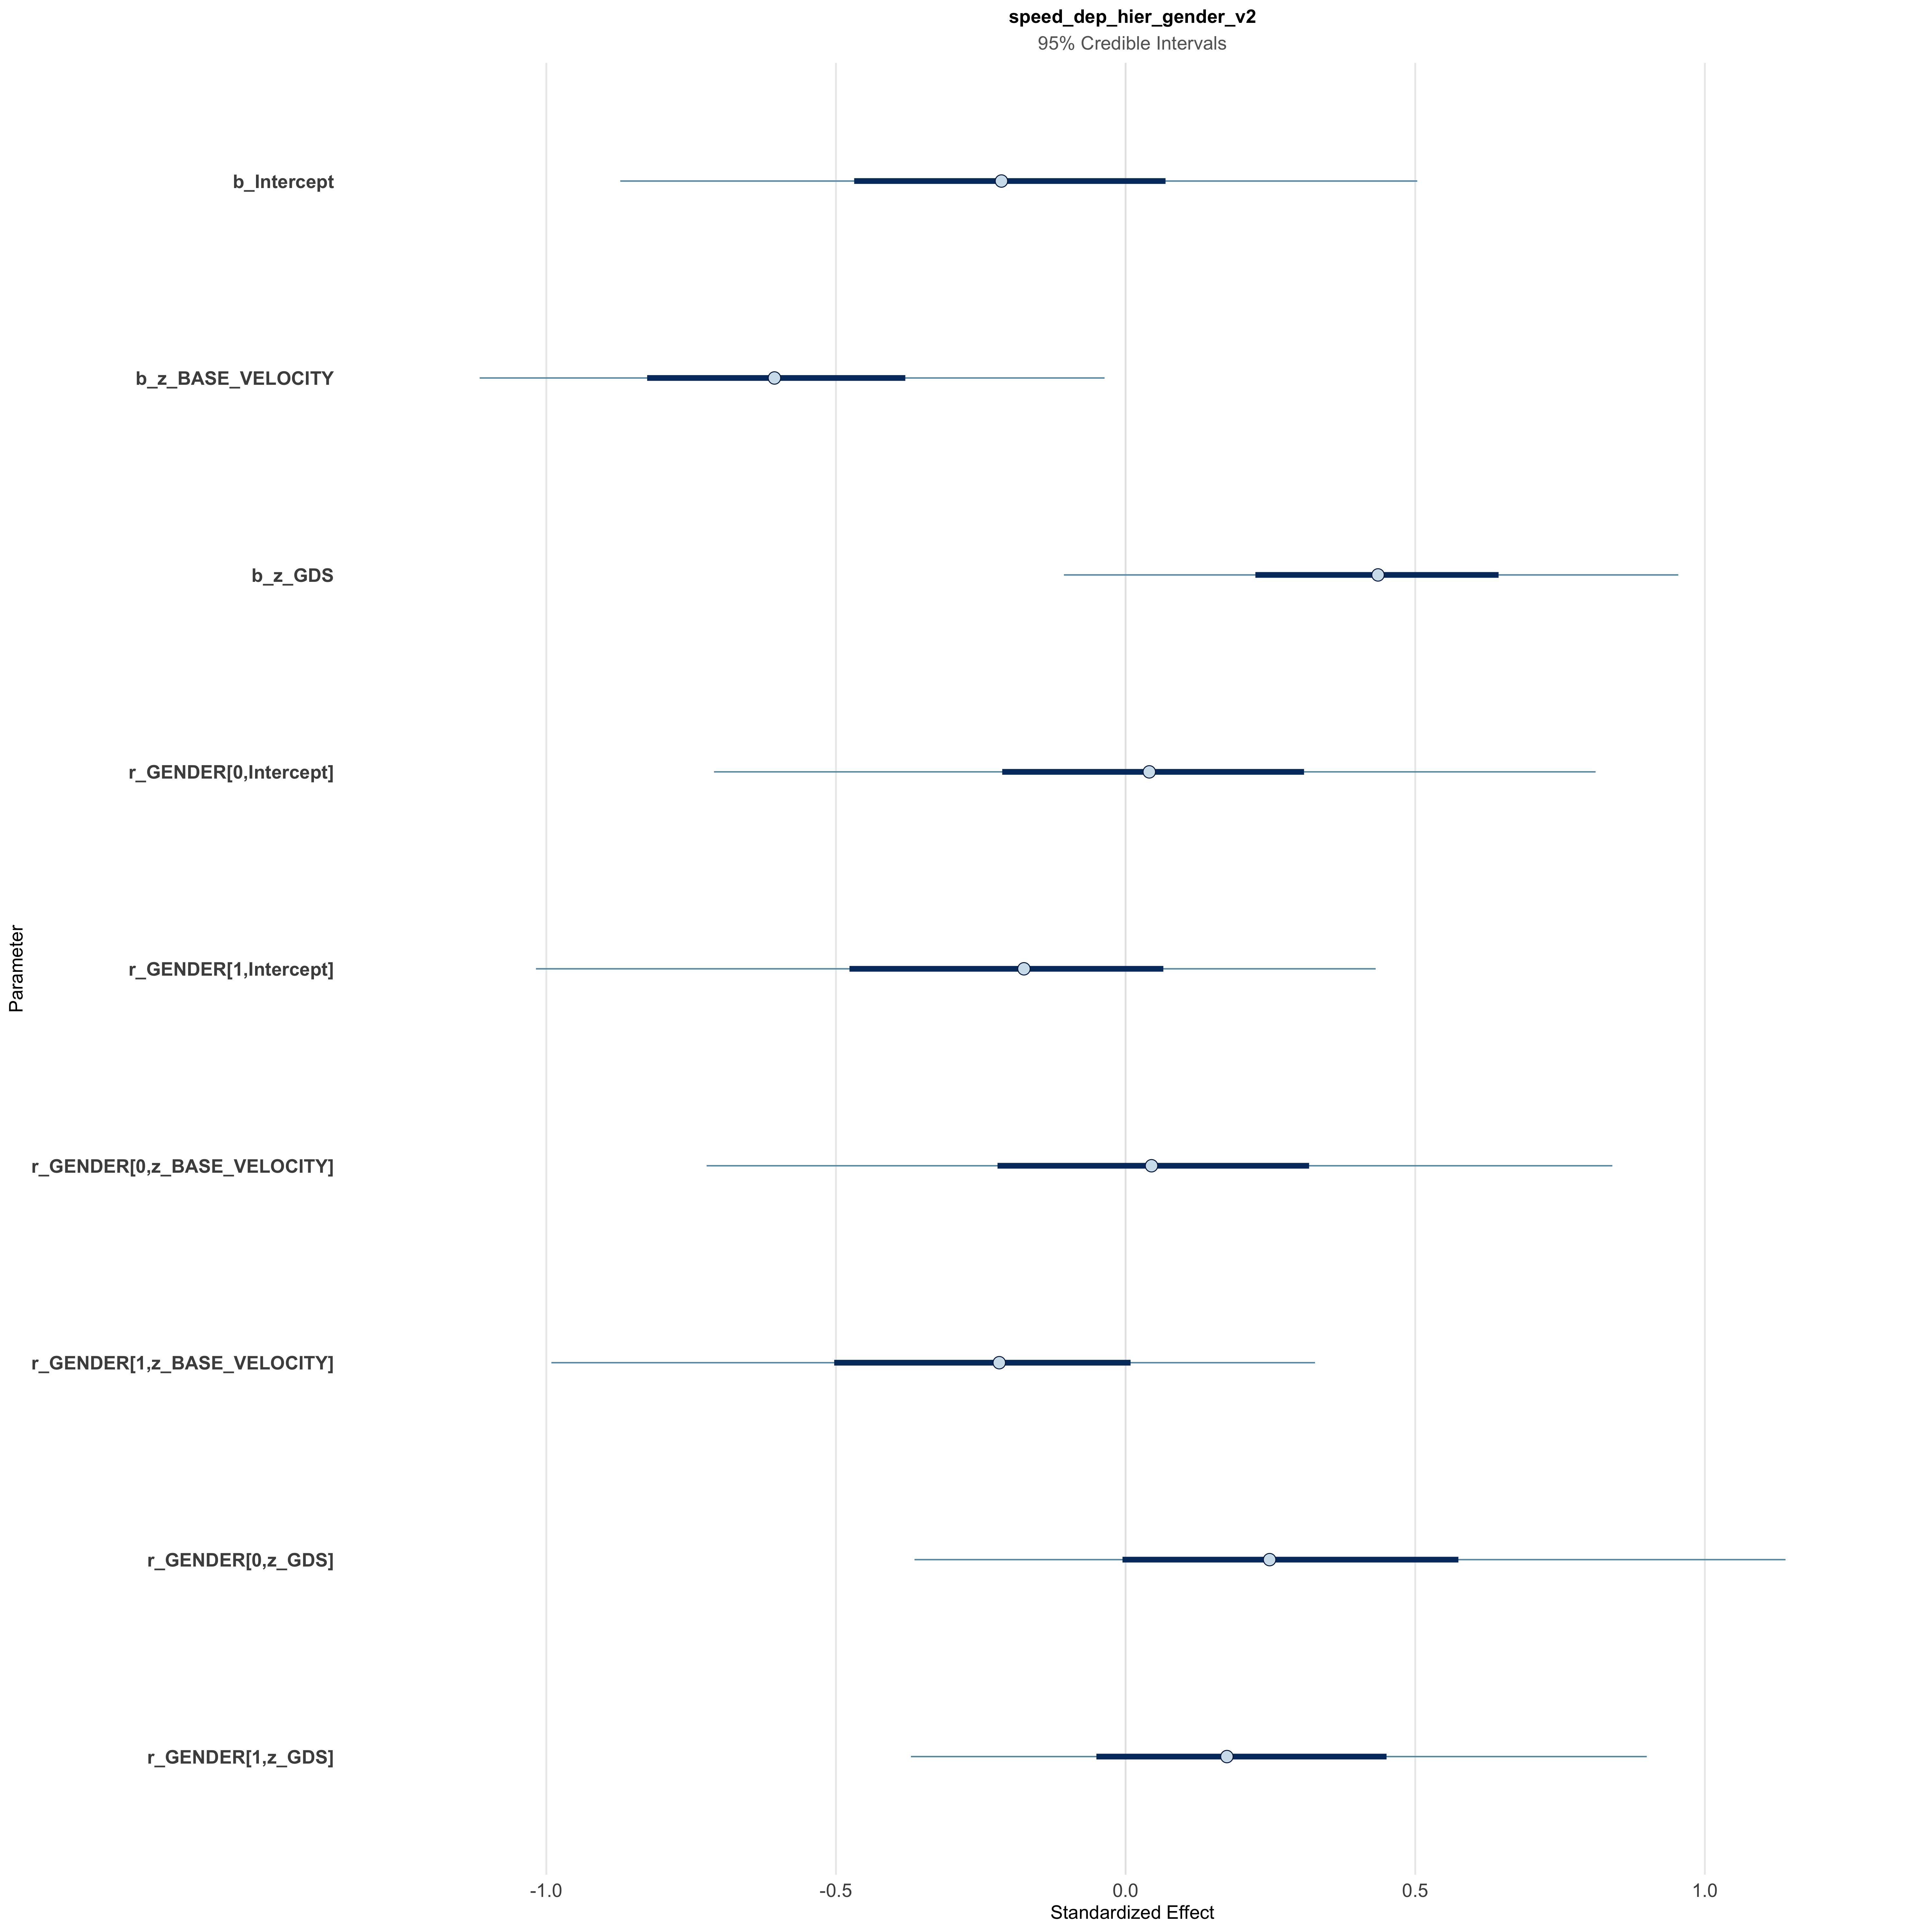 speed_dep_hier_gender_v2
95% Credible Intervals
b_Intercept
b_z_BASE_VELOCITY
b_z_GDS
r_GENDER[0,Intercept]
r_GENDER[1,Intercept]
r_GENDER[0,z_BASE_VELOCITY]
r_GENDER[1,z_BASE_VELOCITY]
r_GENDER[0,z_GDS]
r_GENDER[1,z_GDS]
Parameter
-1.0 -0.5 0.0 0.5 1.0
Standardized Effect